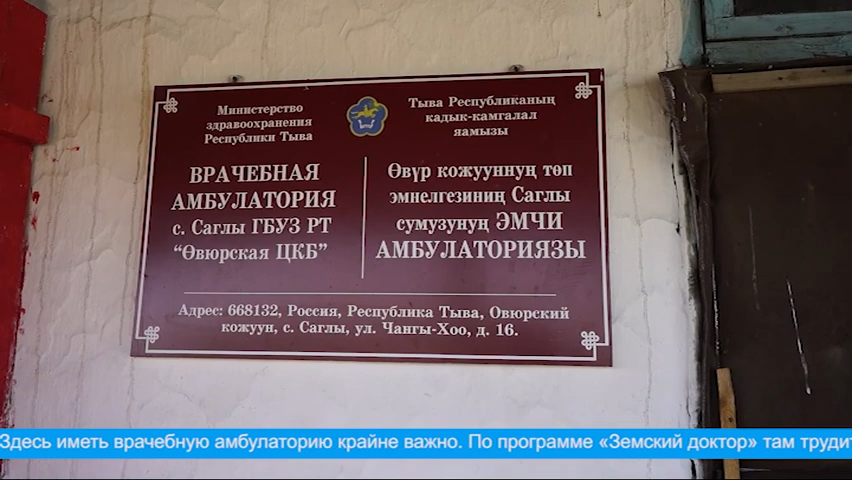 Министерство
здравоохранения
Республики Тыва
Тыва Республиканың
кадык-камгалал
яамызы
ВРАЧЕБНАЯ
АМБУЛАТОРИЯ
с. Саглы ГБУЗ РТ
“Өвюрская ЦКБ”
Өвүр кожууннуң төп
эмнелгезиниң Саглы
сумузунуң ЭМЧИ
АМБУЛАТОРИЯЗЫ
Адрес: 668132, Россия, Республика Тыва, Овюрский
кожуун, с. Саглы, ул. Чангы-Хоо, д. 16.
Здесь иметь врачебную амбулаторию крайне важно. По программе «Земский доктор» там трудит